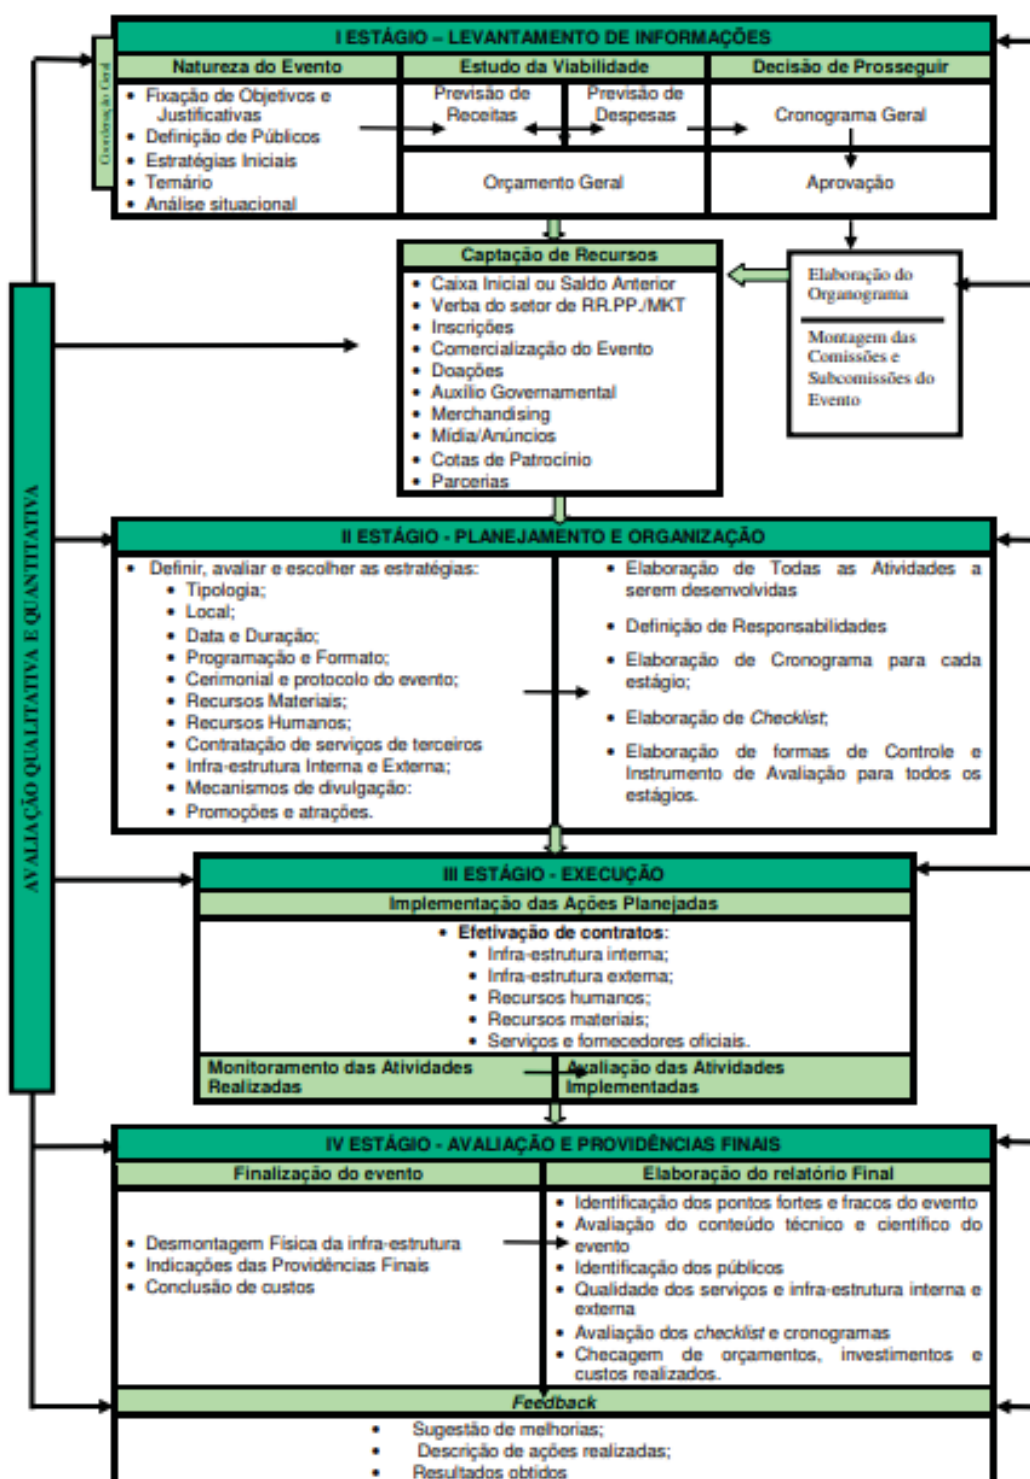 I ESTÁGIO – LEVANTAMENTO DE INFORMAÇÕES
Coordenação Geral
Natureza do Evento
• Fixação de Objetivos e
Justificativas
• Definição de Públicos
• Estratégias Iniciais
• Temário
• Análise situacional
Estudo da Viabilidade
Previsão de
Receitas
Previsão de
Despesas
Orçamento Geral
Decisão de Prosseguir
Cronograma Geral
Aprovação
Elaboração do
Organograma
Montagem das
Comissões e
Subcomissões do
Evento
Captação de Recursos
• Caixa Inicial ou Saldo Anterior
• Verba do setor de RR.PP./MKT
• Inscrições
• Comercialização do Evento
• Doações
• Auxílio Governamental
• Merchandising
• Mídia/Anúncios
• Cotas de Patrocínio
• Parcerias
AVALIAÇÃO QUALITATIVA E QUANTITATIVA
II ESTÁGIO - PLANEJAMENTO E ORGANIZAÇÃO
• Definir, avaliar e escolher as estratégias:
• Tipologia;
• Local;
• Data e Duração;
• Programação e Formato;
• Cerimonial e protocolo do evento;
• Recursos Materiais;
• Recursos Humanos;
• Contratação de serviços de terceiros
• Infra-estrutura Interna e Externa;
• Mecanismos de divulgação:
• Promoções e atrações.
• Elaboração de Todas as Atividades a
serem desenvolvidas
• Definição de Responsabilidades
• Elaboração de Cronograma para cada
estágio;
• Elaboração de Checklist;
• Elaboração de formas de Controle e
Instrumento de Avaliação para todos os
estágios.
III ESTÁGIO - EXECUÇÃO
Implementação das Ações Planejadas
• Efetivação de contratos:
• Infra-estrutura interna;
• Infra-estrutura externa;
• Recursos humanos;
• Recursos materiais;
• Serviços e fornecedores oficiais.
Monitoramento das Atividades
Realizadas
Avaliação das Atividades
Implementadas
IV ESTÁGIO - AVALIAÇÃO E PROVIDÊNCIAS FINAIS
Finalização do evento
• Desmontagem Física da infra-estrutura
• Indicações das Providências Finais
• Conclusão de custos
Elaboração do relatório Final
• Identificação dos pontos fortes e fracos do evento
• Avaliação do conteúdo técnico e científico do
evento
• Identificação dos públicos
• Qualidade dos serviços e infra-estrutura interna e
externa
• Avaliação dos checklist e cronogramas
• Checagem de orçamentos, investimentos e
custos realizados.
Feedback
• Sugestão de melhorias;
• Descrição de ações realizadas;
• Resultados obtidos